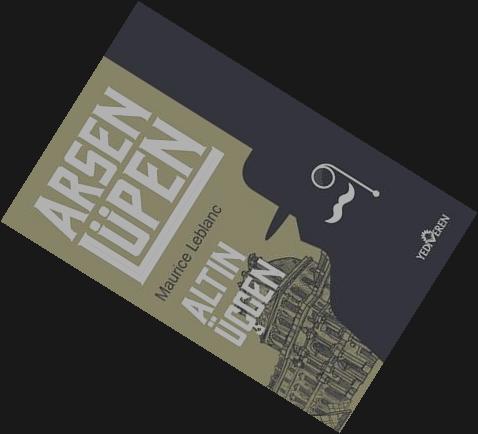 ARSEN
LÜPEN
Maurice Leblanc
ALTIN
ÜÇGEN
YEDİVEREN